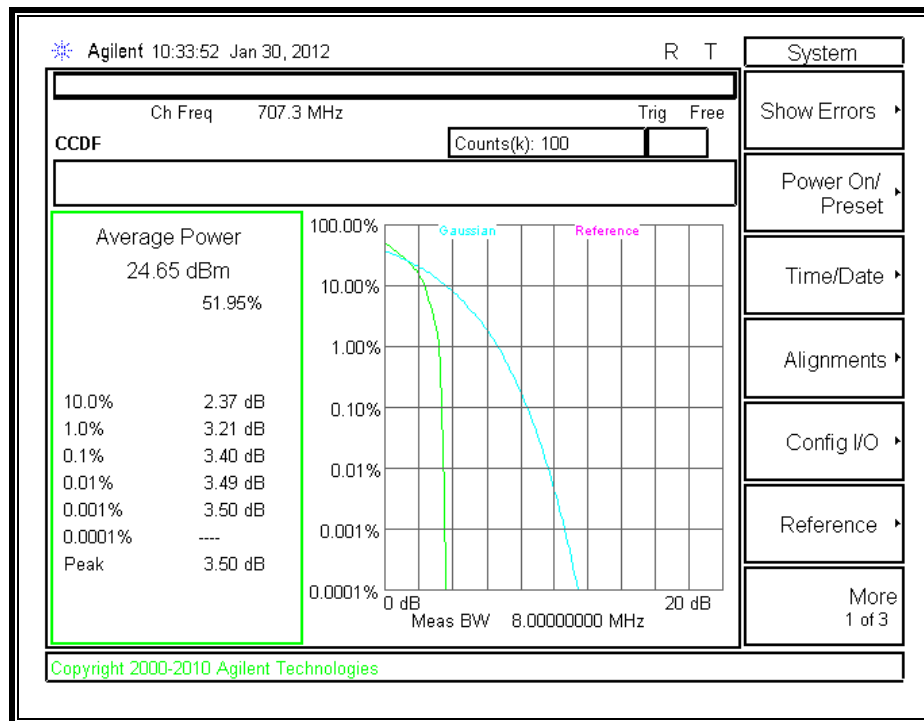 Agilent 10:33:52 Jan 30, 2012 R T
Ch Freq 707.3 MHz Trig Free
CCDF Counts(k): 100
Average Power
24.65 dBm
51.95%
10.0% 2.37 dB
1.0% 3.21 dB
0.1% 3.40 dB
0.01% 3.49 dB
0.001% 3.50 dB
0.0001% ----
Peak 3.50 dB
Gaussian Reference
100.00%
10.00%
1.00%
0.10%
0.01%
0.001%
0.0001%
0 dB 20 dB
Meas BW 8.00000000 MHz
System
Show Errors
Power On/
Preset
Time/Date
Alignments
Config I/O
Reference
More
1 of 3
Copyright 2000-2010 Agilent Technologies